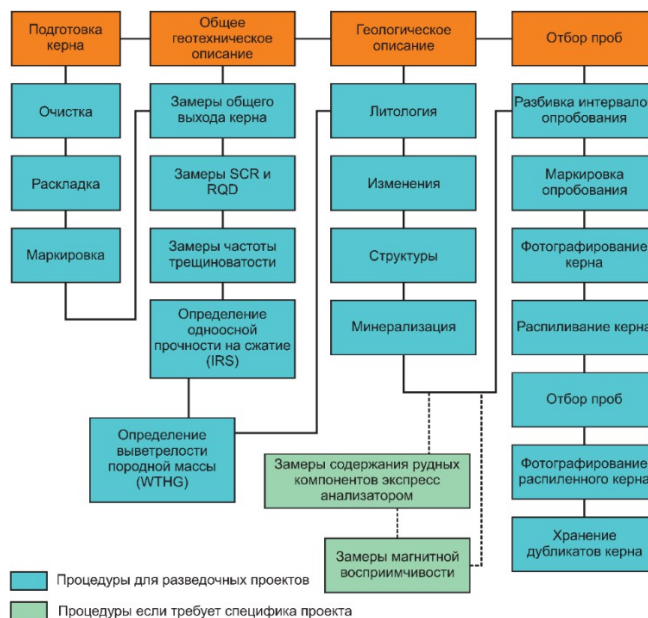 Подготовка
керна
Очистка
Раскладка
Маркировка
Общее
геотехническое
описание
Замеры общего
выхода керна
Замеры SCR и
RQD
Замеры частоты
трещиноватости
Определение
одноосной
прочности на сжатие
(IRS)
Определение
выветрелости
породной массы
(WTHG)
Геологическое
описание
Литология
Изменения
Структуры
Минерализация
Замеры содержания рудных
компонентов экспресс
анализатором
Замеры магнитной
восприимчивости
Отбор проб
Разбивка интервало
опробования
Маркировка
опробования
Фотографирование
керна
Распиливание керна
Отбор проб
Фотографирование
распиленного керна
Хранение
дубликатов керна
Процедуры для разведочных проектов
Процедуры если требует специфика проекта